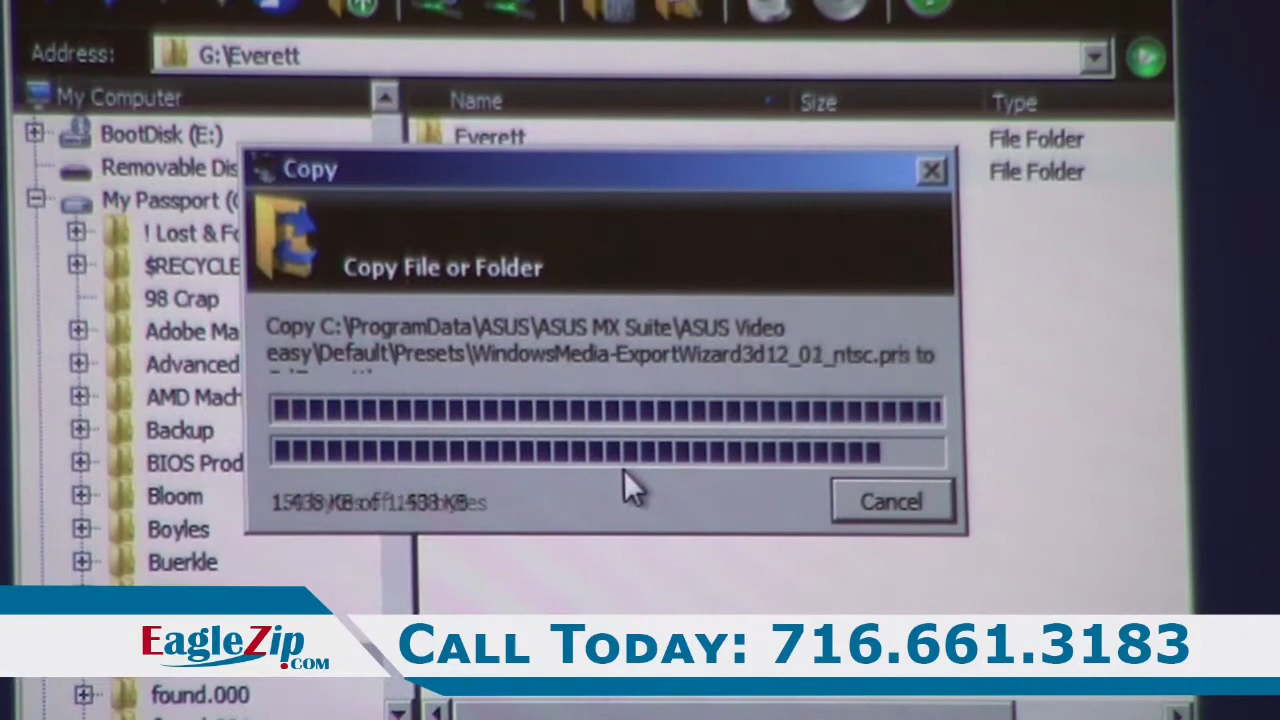 Address:
G:\Everett
My Computer
Name
Size
Type
BootDisk (E:)
Everett
File Folder
Removable Dis
File Folder
My Passport (
! Lost & Fo
$RECYCLE
98 Crap
Adobe Ma
Advanced
AMD Mach
Backup
BIOS Prod
Bloom
Boyles
Buerkle
Copy
Copy File or Folder
Copy C:\ProgramData\ASUS\ASUS MX Suite\ASUS Video
easy\Default\Presets\WindowsMedia-ExportWizard3d12_01_ntsc.pris to
Cancel
EagleZip
.com
Call Today: 716.661.3183
found.000